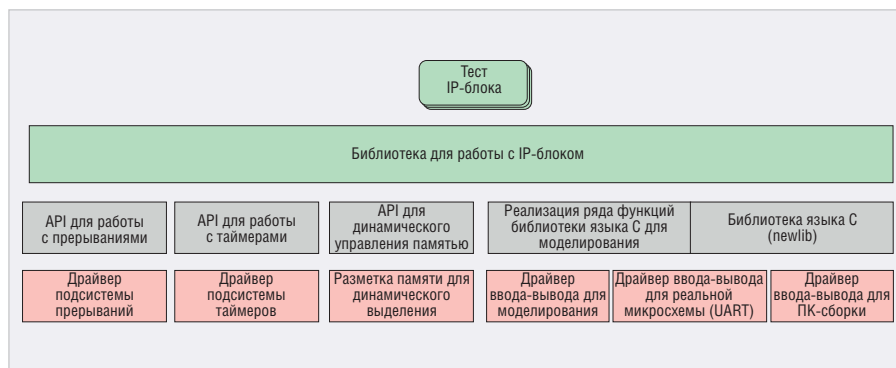 Тест
IP-блока
Библиотека для работы с IP-блоком
API для работы
с прерываниями
API для работы
с таймерами
API для
динамического
управления памятью
Реализация ряда функций
библиотеки языка C для
моделирования
Библиотека языка C
(newlib)
Драйвер
подсистемы
прерываний
Драйвер
подсистемы
таймеров
Разметка памяти для
динамического
выделения
Драйвер
ввода-вывода для
моделирования
Драйвер ввода-вывода
для реальной
микросхемы (UART)
Драйвер
ввода-вывода для
ПК-сборки